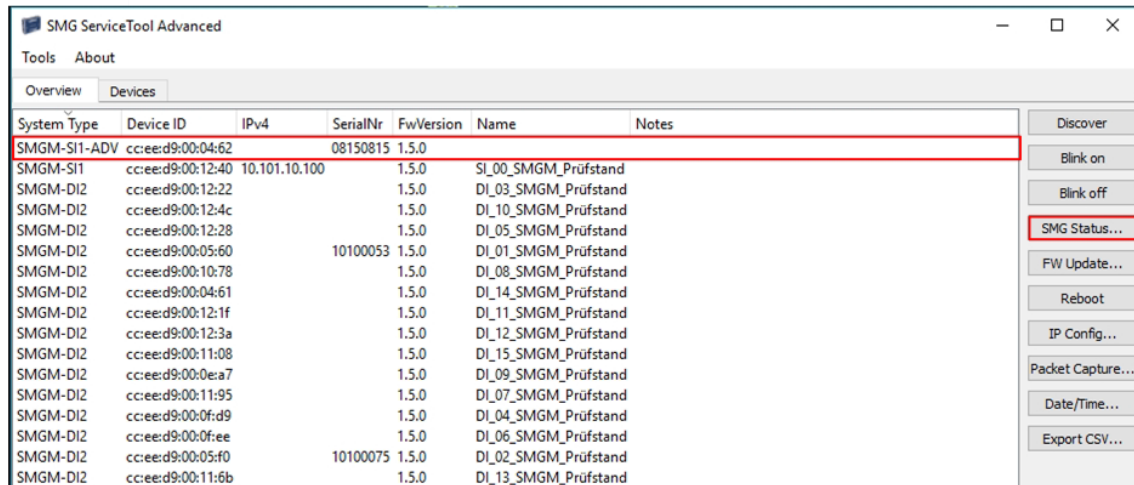 SMG ServiceTool Advanced
Tools About
Overview Devices
System Type Device ID IPv4 SerialNr FwVersion Name Notes
SMGM-SI1-ADV cc:ee:d9:00:04:62 08150815 1.5.0
SMGM-SI1 cc:ee:d9:00:12:40 10.101.10.100 1.5.0 SI_00_SMGM_Prüfstand
SMGM-DI2 cc:ee:d9:00:12:22 1.5.0 DI_03_SMGM_Prüfstand
SMGM-DI2 cc:ee:d9:00:12:4c 1.5.0 DI_10_SMGM_Prüfstand
SMGM-DI2 cc:ee:d9:00:12:28 1.5.0 DI_05_SMGM_Prüfstand
SMGM-DI2 cc:ee:d9:00:05:60 10100053 1.5.0 DI_01_SMGM_Prüfstand
SMGM-DI2 cc:ee:d9:00:10:78 1.5.0 DI_08_SMGM_Prüfstand
SMGM-DI2 cc:ee:d9:00:04:61 1.5.0 DI_14_SMGM_Prüfstand
SMGM-DI2 cc:ee:d9:00:12:1f 1.5.0 DI_11_SMGM_Prüfstand
SMGM-DI2 cc:ee:d9:00:12:3a 1.5.0 DI_12_SMGM_Prüfstand
SMGM-DI2 cc:ee:d9:00:11:08 1.5.0 DI_15_SMGM_Prüfstand
SMGM-DI2 cc:ee:d9:00:0e:a7 1.5.0 DI_09_SMGM_Prüfstand
SMGM-DI2 cc:ee:d9:00:11:95 1.5.0 DI_07_SMGM_Prüfstand
SMGM-DI2 cc:ee:d9:00:0f:d9 1.5.0 DI_04_SMGM_Prüfstand
SMGM-DI2 cc:ee:d9:00:0f:ee 1.5.0 DI_06_SMGM_Prüfstand
SMGM-DI2 cc:ee:d9:00:05:f0 10100075 1.5.0 DI_02_SMGM_Prüfstand
SMGM-DI2 cc:ee:d9:00:11:6b 1.5.0 DI_13_SMGM_Prüfstand
Discover
Blink on
Blink off
SMG Status...
FW Update...
Reboot
IP Config...
Packet Capture...
Date/Time...
Export CSV...